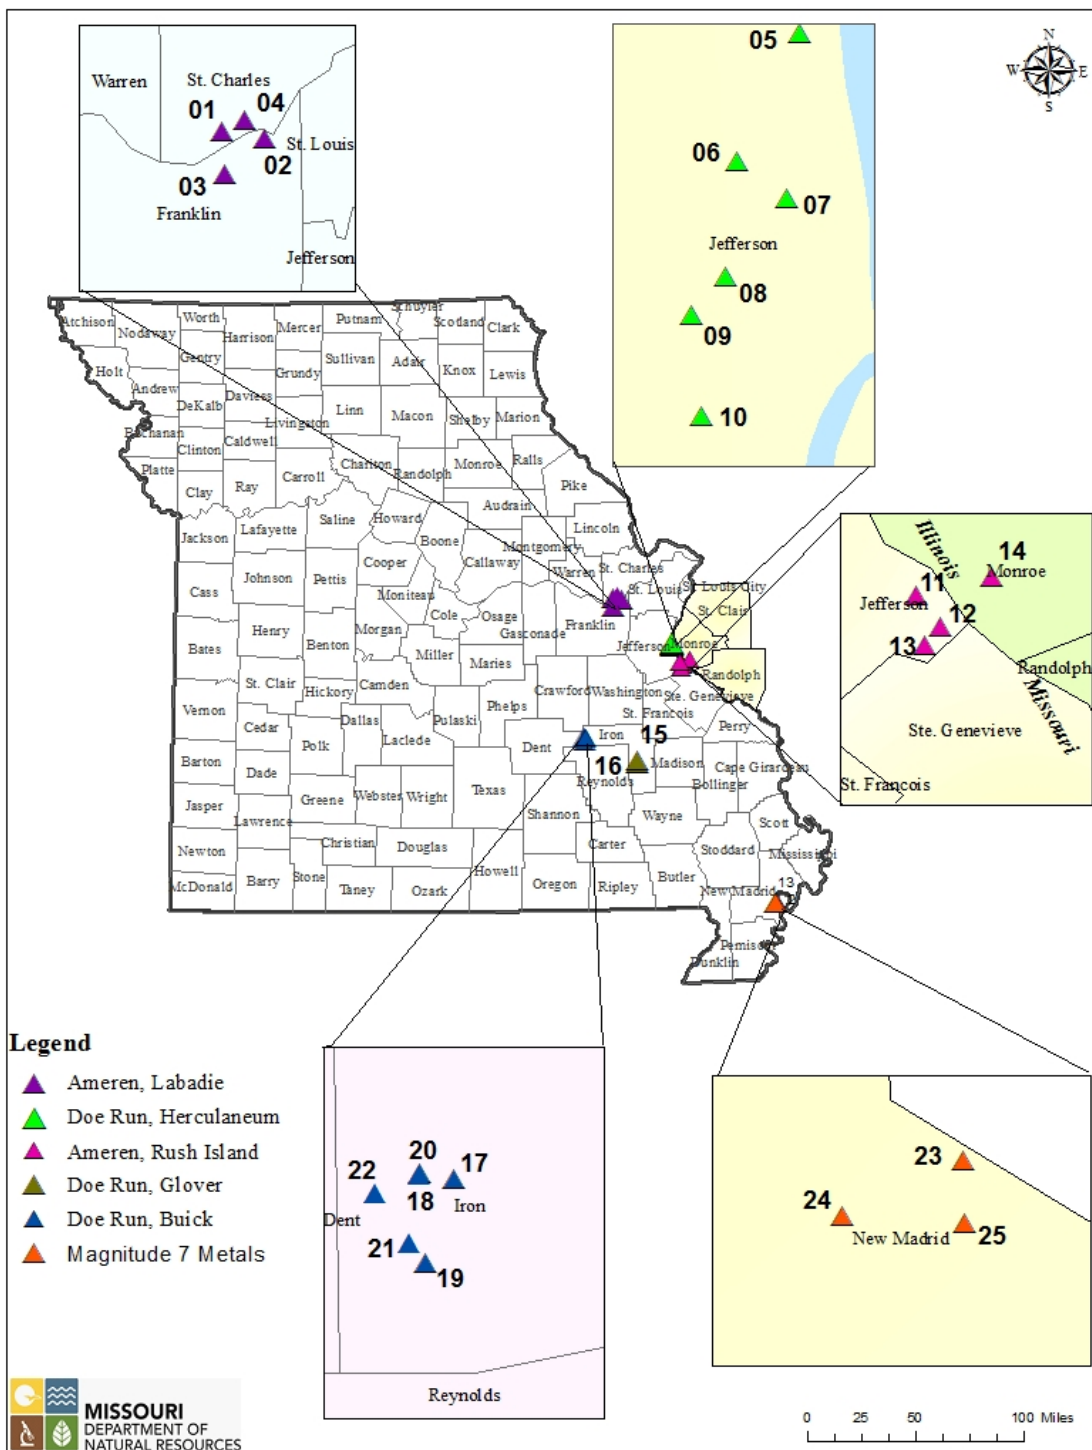 Warren
St. Charles
01
04
St. Louis
02
03
Franklin
Jefferson
05
06
07
Jefferson
08
09
10
N
W
E
S
Atchison
Nodaway
Worth
Harrison
Mercer
Putnam
Schuyler
Scotland
Clark
Holt
Gentry
Sullivan
Adair
Knox
Lewis
Andrew
Grundy
DeKalb
Daviess
Livingston
Linn
Macon
Shelby
Marion
Buchanan
Clinton
Caldwell
Chariton
Randolph
Monroe
Ralls
Platte
Clay
Ray
Carroll
Pike
Audrain
Jackson
Lafayette
Saline
Howard
Boone
Lincoln
Montgomery
Callaway
Cooper
Warren
St. Charles
Cass
Johnson
Pettis
Moniteau
St. Louis
St Louis City
Cole
Osage
Gasconade
Franklin
St. Clair
Henry
Morgan
Bates
Benton
Miller
Maries
Jefferson
Monroe
St. Clair
Hickory
Camden
Crawford
Washington
Ste. Genevieve
Randolph
Vernon
Cedar
Dallas
Pulaski
Phelps
St. Francois
Perry
Polk
Laclede
Dent
Iron
15
Barton
Dade
16
Madison
Cape Girardeau
Reynolds
Bollinger
Jasper
Greene
Webster
Wright
Texas
Shannon
Wayne
Scott
Lawrence
Newton
Christian
Douglas
Carter
Stoddard
Mississippi
McDonald
Barry
Stone
Taney
Ozark
Howell
Oregon
Ripley
Butler
New Madrid
13
Pemiscot
Dunklin
Illinois
14
Monroe
11
Jefferson
12
13
Randolph
Missouri
Ste. Genevieve
St. Francois
Legend
Ameren, Labadie
Doe Run, Herculaneum
Ameren, Rush Island
Doe Run, Glover
Doe Run, Buick
Magnitude 7 Metals
20
17
22
18
Iron
Dent
21
19
Reynolds
23
24
New Madrid
25
MISSOURI
DEPARTMENT OF
NATURAL RESOURCES
0 25 50 100 Miles